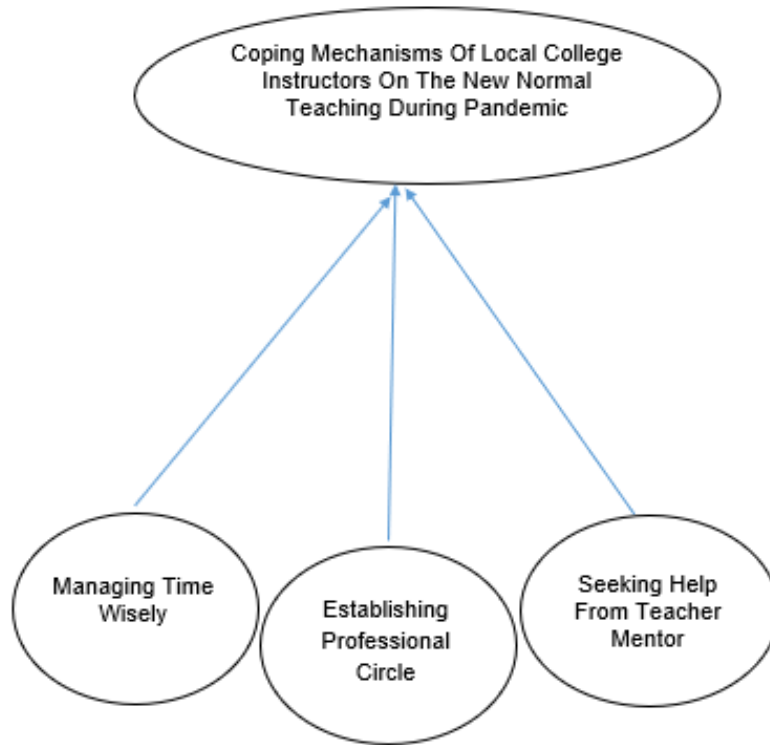 Coping Mechanisms Of Local College
Instructors On The New Normal
Teaching During Pandemic
Managing Time
Wisely
Establishing
Professional
Circle
Seeking Help
From Teacher
Mentor